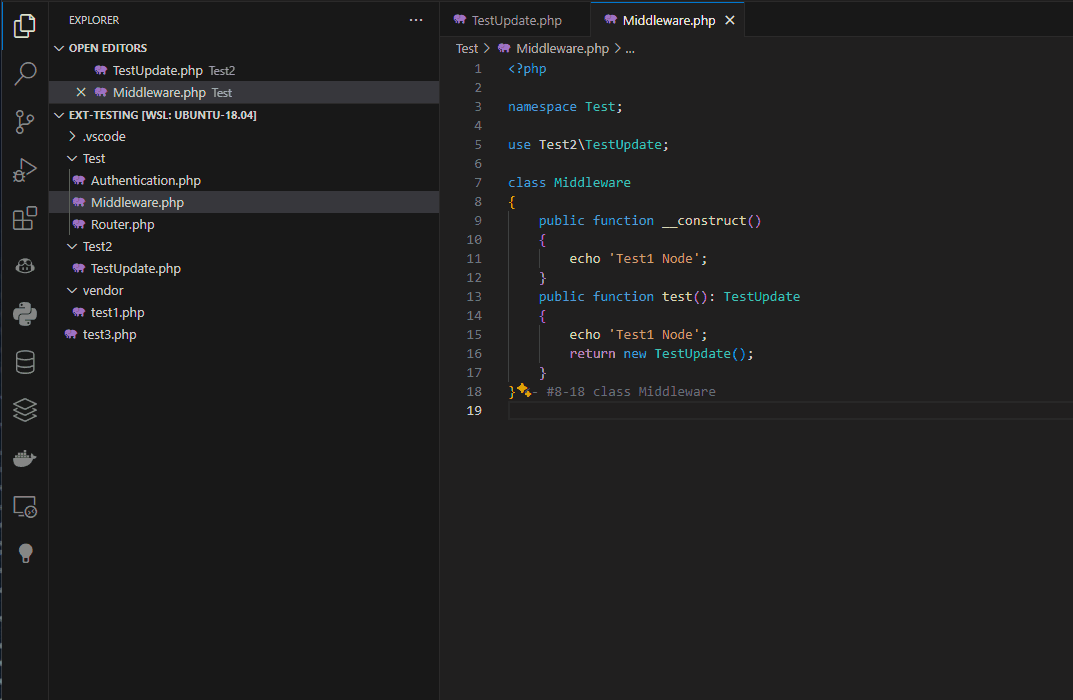 EXPLORER
OPEN EDITORS
TestUpdate.php Test2
Middleware.php Test
EXT-TESTING [WSL: UBUNTU-18.04]
.vscode
Test
Authentication.php
Middleware.php
Router.php
Test2
TestUpdate.php
vendor
test1.php
test3.php
TestUpdate.php
Middleware.php
Test > Middleware.php > ...
1 <?php
2
3 namespace Test;
4
5 use Test2\TestUpdate;
6
7 class Middleware
8 {
9 public function __construct()
10 {
11 echo 'Test1 Node';
12 }
13 public function test(): TestUpdate
14 {
15 echo 'Test1 Node';
16 return new TestUpdate();
17 }
18 } - #8-18 class Middleware
19